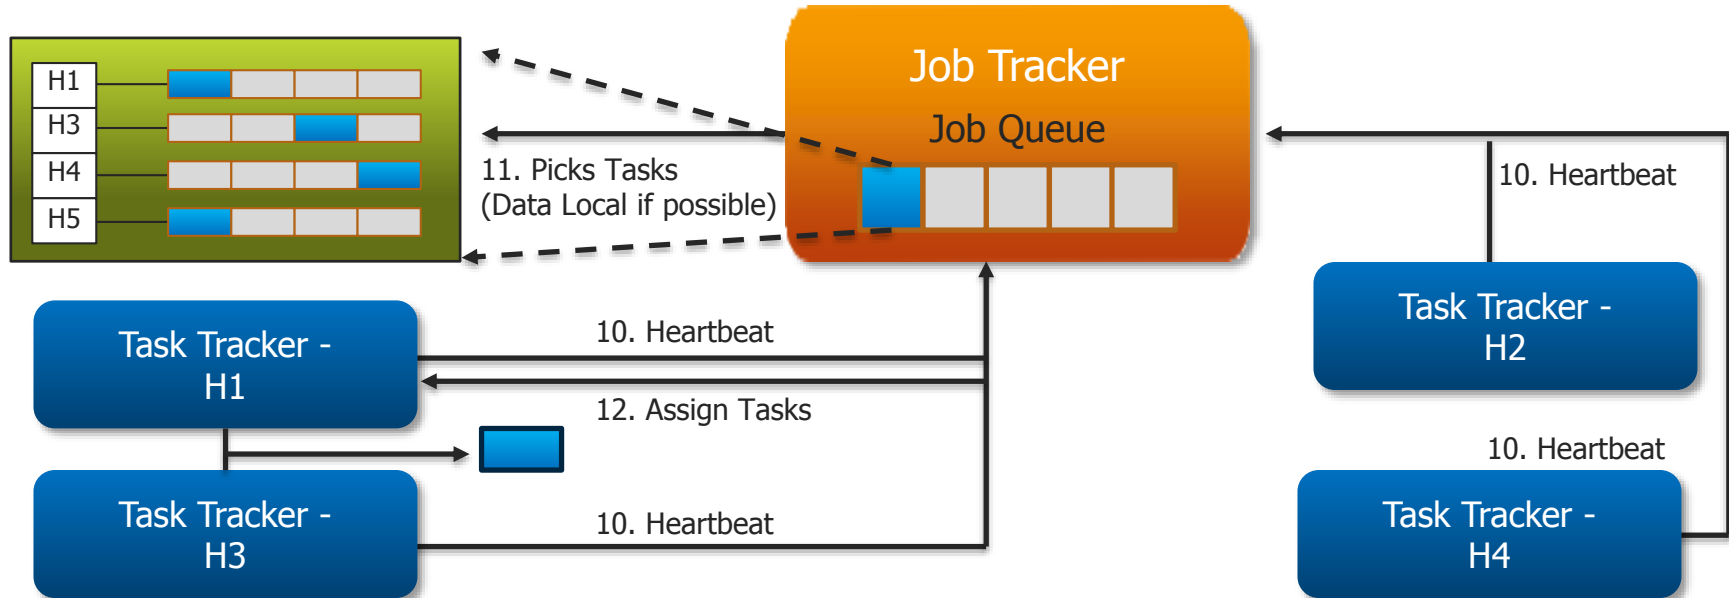 H1
H3
H4
H5
Job Tracker
Job Queue
11. Picks Tasks
(Data Local if possible)
10. Heartbeat
Task Tracker -
H2
Task Tracker -
H1
10. Heartbeat
12. Assign Tasks
10. Heartbeat
Task Tracker -
H3
10. Heartbeat
Task Tracker -
H4